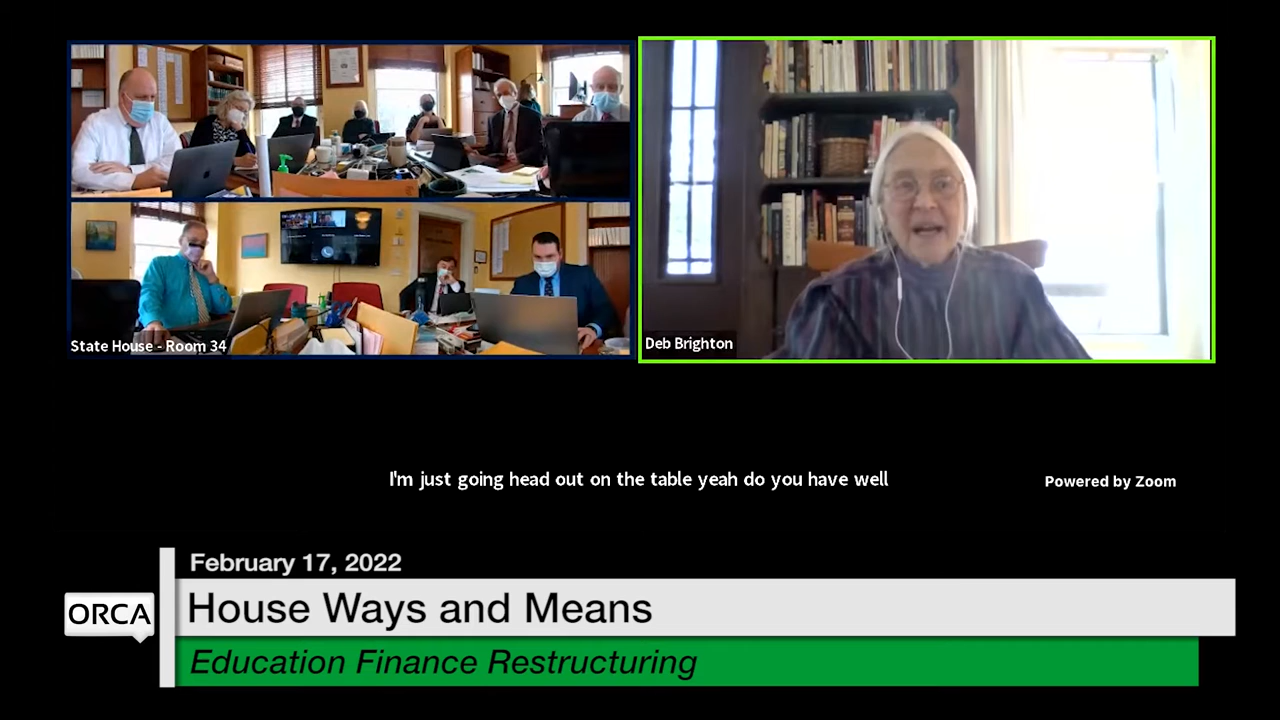 State House - Room 34
Deb Brighton
I'm just going head out on the table yeah do you have well
Powered by Zoom
February 17, 2022
ORCA
House Ways and Means
Education Finance Restructuring